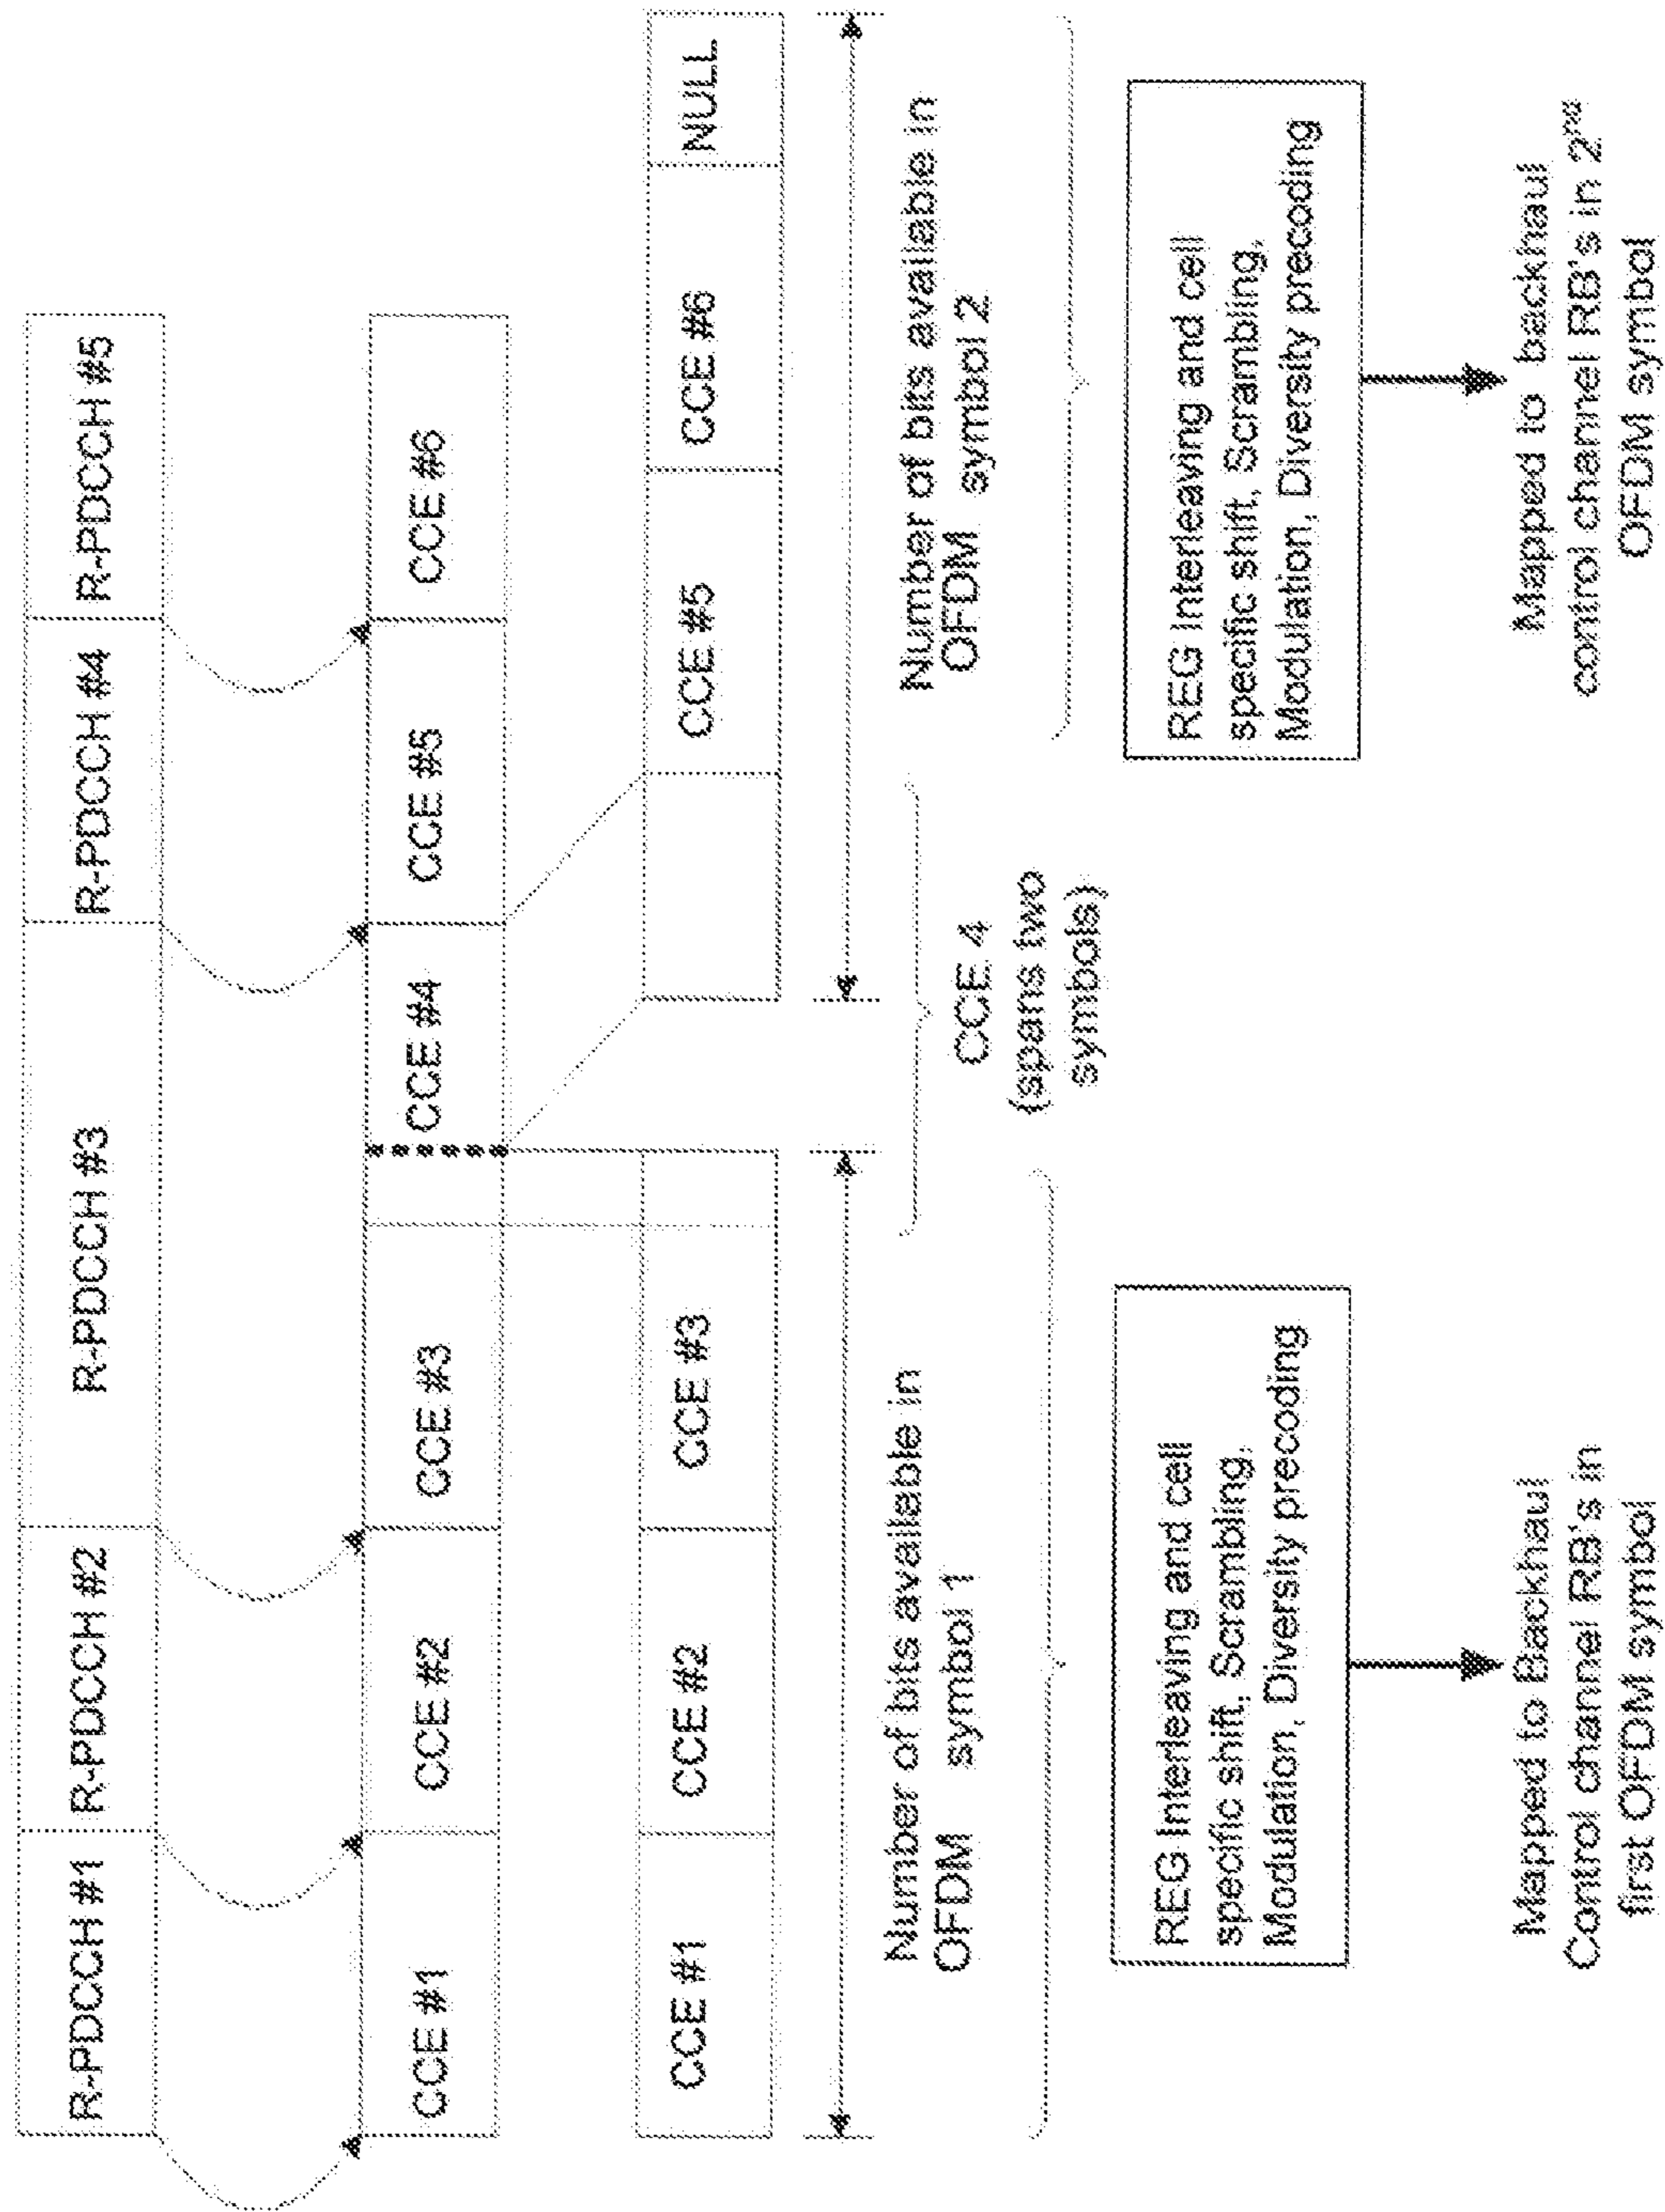 R-PDCCH #1
R-PDCCH #2
R-PDCCH #3
R-PDCCH #4
R-PDCCH #5
CCE #1
CCE #2
CCE #3
CCE #4
CCE #5
CCE #6
CCE #1
CCE #2
CCE #3
CCE #5
CCE #6
NULL
Number of bits available in
OFDM symbol 1
CCE 4
(spans two
symbols)
Number of bits available in
OFDM symbol 2
REG Interleaving and cell
specific shift, Scrambling,
Modulation, Diversity precoding
REG Interleaving and cell
specific shift, Scrambling,
Modulation, Diversity precoding
Mapped to Backhaul
Control channel RB's in
first OFDM symbol
Mapped to backhaul
control channel RB's in 2nd
OFDM symbol